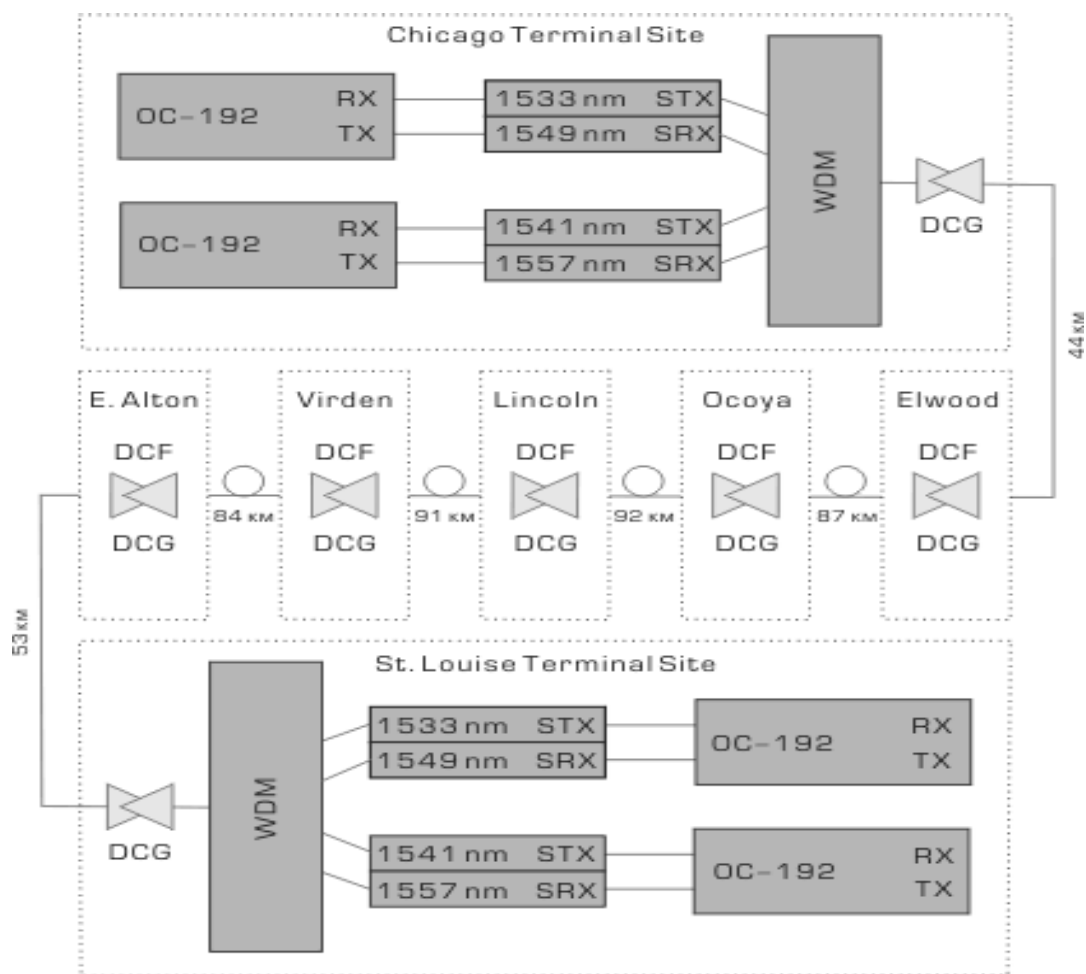 Chicago Terminal Site
OC-192 RX
TX
1533 nm STX
1549 nm SRX
OC-192 RX
TX
1541 nm STX
1557 nm SRX
WDM
DCG
44 км
E. Alton
DCF
DCG
84 км
Virden
DCF
DCG
91 км
Lincoln
DCF
DCG
92 км
Ocoya
DCF
DCG
87 км
Elwood
DCF
DCG
53 км
St. Louise Terminal Site
DCG
WDM
1533 nm STX
1549 nm SRX
OC-192 RX
TX
1541 nm STX
1557 nm SRX
OC-192 RX
TX